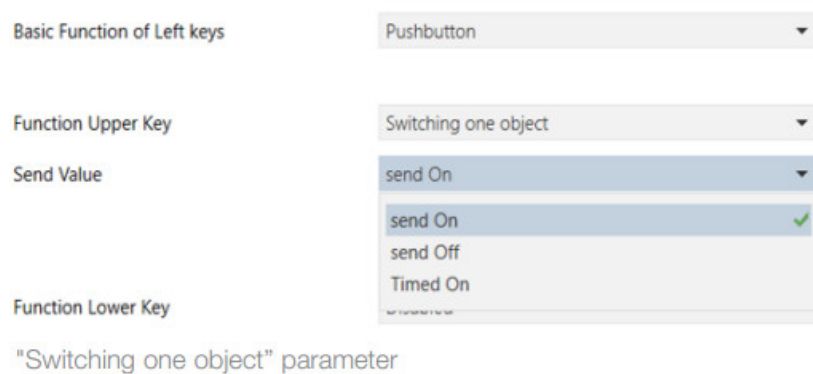 Basic Function of Left keys Pushbutton
Function Upper Key Switching one object
Send Value send On
send On
send Off
Timed On
Function Lower Key
"Switching one object” parameter